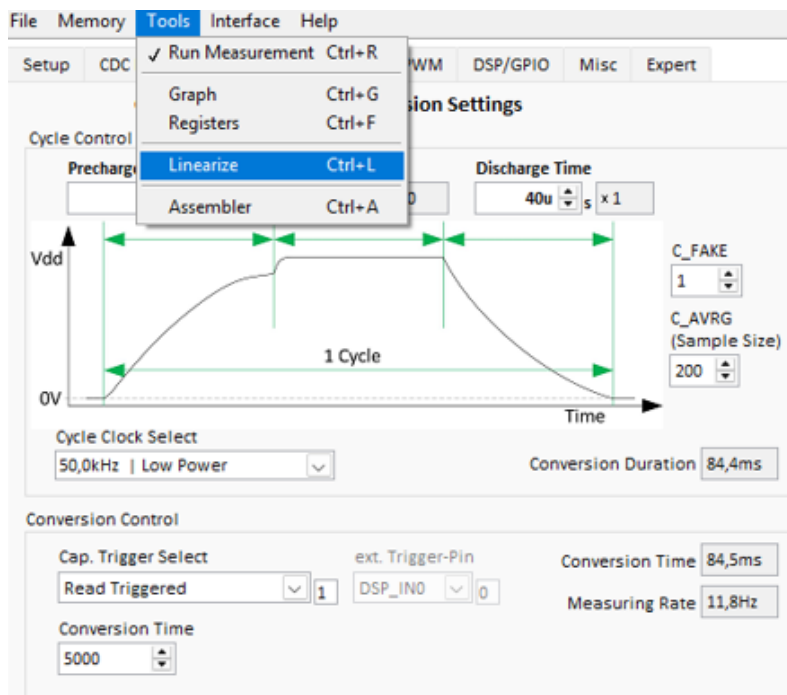 File Memory Tools Interface Help
Setup CDC WM DSP/GPIO Misc Expert
✓ Run Measurement Ctrl+R
Graph Ctrl+G
Registers Ctrl+F
Linearize Ctrl+L
Assembler Ctrl+A
sion Settings
Cycle Control
Precharg Discharge Time
0 40u s x 1
Vdd
C_FAKE
1
C_AVRG
(Sample Size)
200
1 Cycle
0V
Time
Cycle Clock Select
50,0kHz | Low Power Conversion Duration 84,4ms
Conversion Control
Cap. Trigger Select ext. Trigger-Pin Conversion Time 84,5ms
Read Triggered 1 DSP_IN0 0 Measuring Rate 11,8Hz
Conversion Time
5000